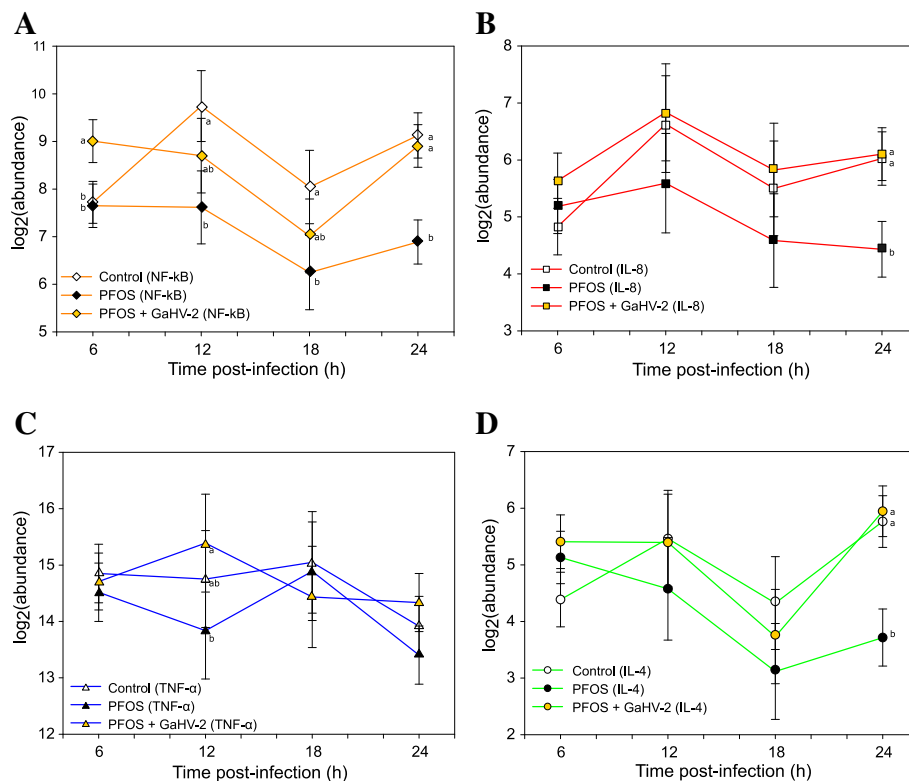 A
11
10
9
8
7
6
5
log2(abundance)
a
b
b
a
ab
b
a
ab
b
a
a
b
Control (NF-kB)
PFOS (NF-kB)
PFOS + GaHV-2 (NF-kB)
6 12 18 24
Time post-infection (h)
B
8
7
6
5
4
3
log2(abundance)
a
a
b
Control (IL-8)
PFOS (IL-8)
PFOS + GaHV-2 (IL-8)
6 12 18 24
Time post-infection (h)
C
17
16
15
14
13
12
log2(abundance)
a
ab
b
Control (TNF-α)
PFOS (TNF-α)
PFOS + GaHV-2 (TNF-α)
6 12 18 24
Time post-infection (h)
D
7
6
5
4
3
2
log2(abundance)
a
a
b
Control (IL-4)
PFOS (IL-4)
PFOS + GaHV-2 (IL-4)
6 12 18 24
Time post-infection (h)